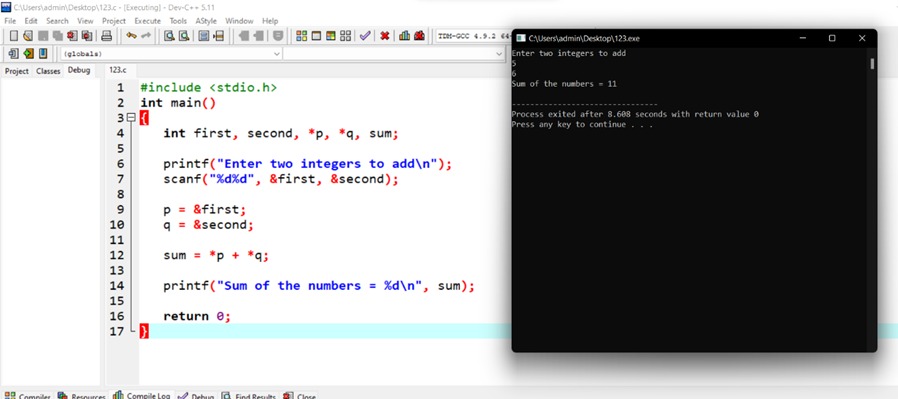 C:\Users\admin\Desktop\123.c - [Executing] - Dev-C++ 5.11
File Edit Search View Project Execute Tools AStyle Window Help
TDM-GCC 4.9.2 64-
(globals)
Project Classes Debug
123.c
1 #include <stdio.h>
2 int main()
3 {
4 int first, second, *p, *q, sum;
5
6 printf("Enter two integers to add\n");
7 scanf("%d%d", &first, &second);
8
9 p = &first;
10 q = &second;
11
12 sum = *p + *q;
13
14 printf("Sum of the numbers = %d\n", sum);
15
16 return 0;
17 }
C:\Users\admin\Desktop\123.exe
Enter two integers to add
5
6
Sum of the numbers = 11
--------------------------------
Process exited after 8.608 seconds with return value 0
Press any key to continue . . .
Compiler Resources Compile Log Debug Find Results Close